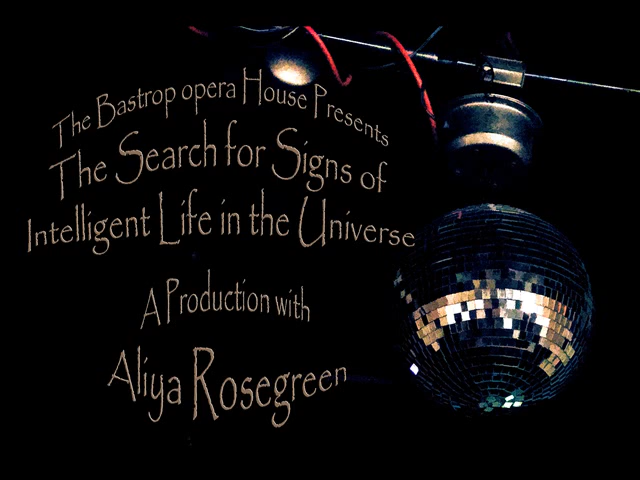 The Bastrop opera House Presents
The Search for Signs of
Intelligent Life in the Universe
A Production with
Aliya Rosegreen